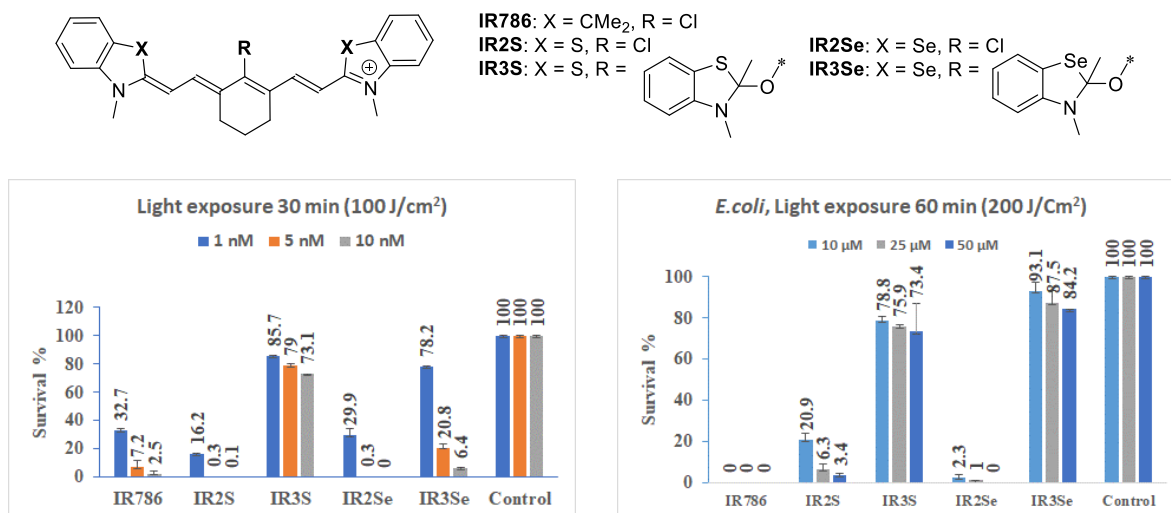 IR786: X = CMe2, R = Cl
IR2S: X = S, R = Cl
IR3S: X = S, R =
IR2Se: X = Se, R = Cl
IR3Se: X = Se, R =
X
R
X
N
N
+
S
O
*
N
Se
O
*
N
Light exposure 30 min (100 J/cm²)
1 nM 5 nM 10 nM
Survival %
120
100
80
60
40
20
0
32.7 7.2 2.5
16.2 0.3 0.1
85.7 79 73.1
29.9 0.3 0
78.2 20.8 6.4
100 100 100
IR786 IR2S IR3S IR2Se IR3Se Control
E.coli, Light exposure 60 min (200 J/Cm²)
10 µM 25 µM 50 µM
Survival %
100
80
60
40
20
0
0 0 0
20.9 6.3 3.4
78.8 75.9 73.4
2.3 1 0
93.1 87.5 84.2
100 100 100
IR786 IR2S IR3S IR2Se IR3Se Control